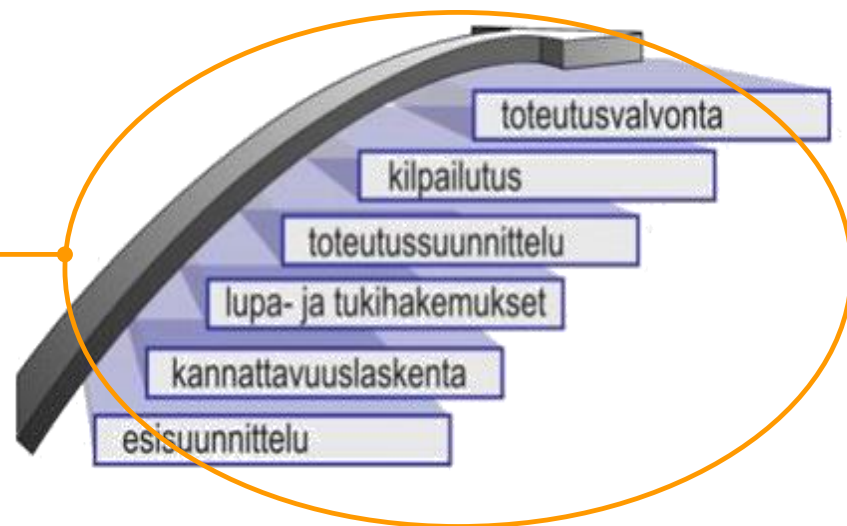 toteutusvalvonta
kilpailutus
toteutussuunnittelu
lupa- ja tukihakemukset
kannattavuuslaskenta
esisuunnittelu